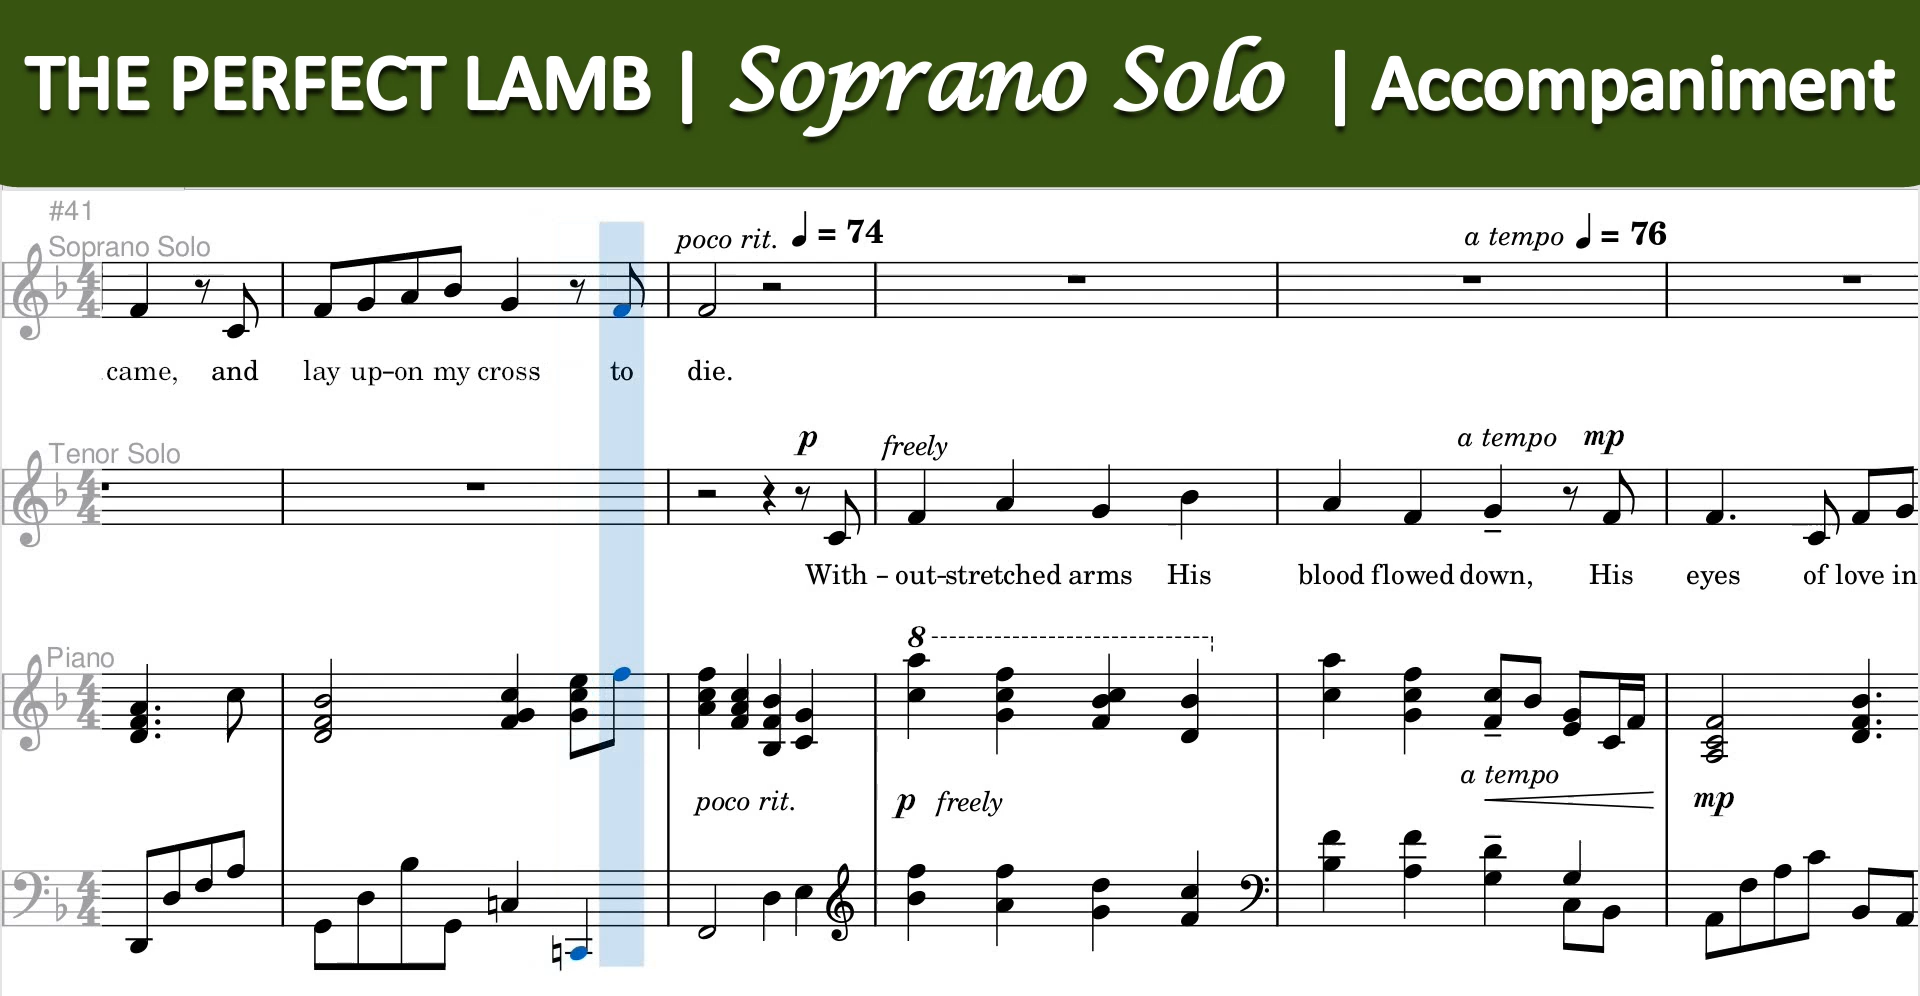 THE PERFECT LAMB | Soprano Solo | Accompaniment
#41
poco rit. ♩ = 74
a tempo ♩ = 76
Soprano Solo
came, and lay up-on my cross to die.
p freely a tempo mp
Tenor Solo
With - out-stretched arms His blood flowed down, His eyes of love in
8
Piano
a tempo
poco rit. p freely mp